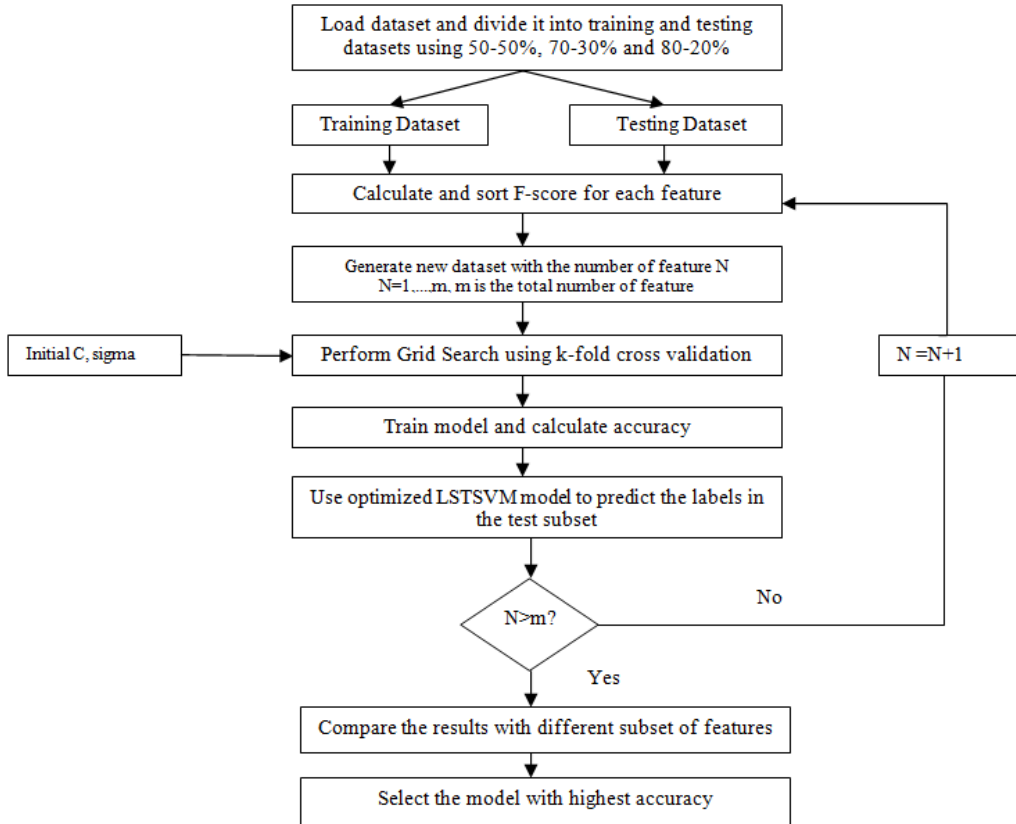 Load dataset and divide it into training and testing
datasets using 50-50%, 70-30% and 80-20%
Training Dataset
Testing Dataset
Calculate and sort F-score for each feature
Generate new dataset with the number of feature N
N=1,...,m, m is the total number of feature
Initial C, sigma
Perform Grid Search using k-fold cross validation
N =N+1
Train model and calculate accuracy
Use optimized LSTSVM model to predict the labels in
the test subset
N>m?
No
Yes
Compare the results with different subset of features
Select the model with highest accuracy